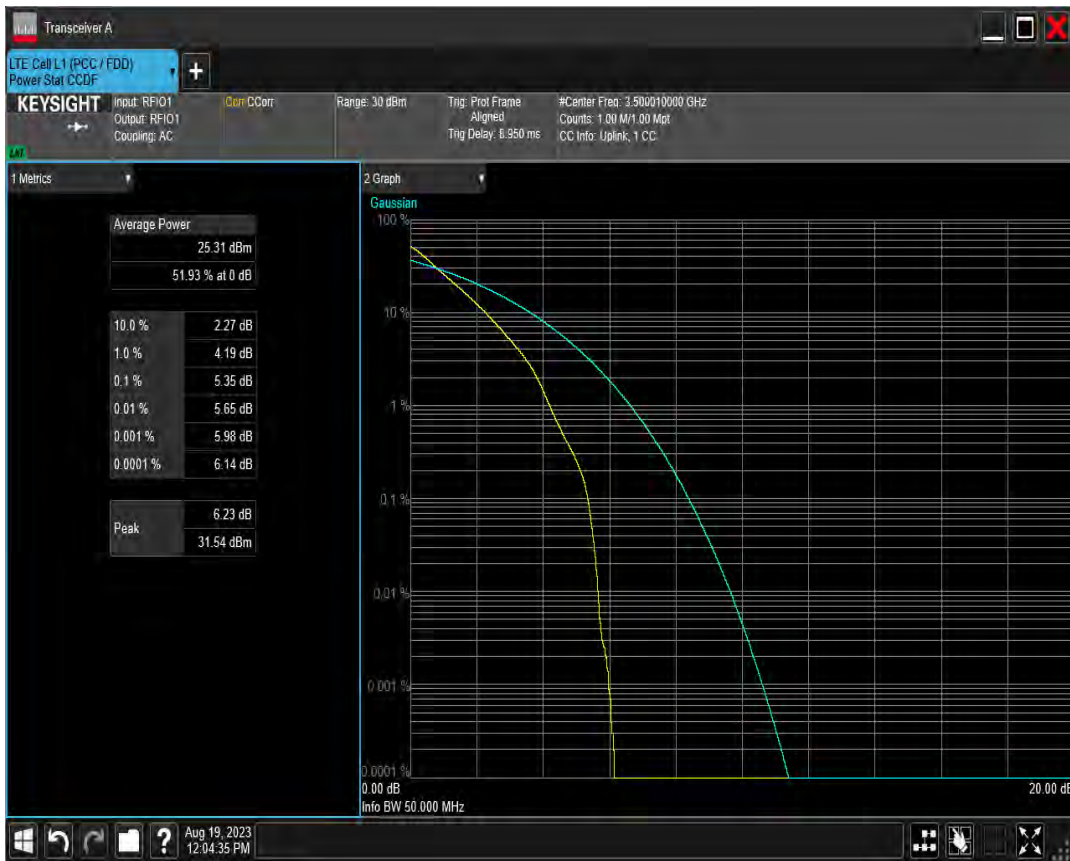 Transceiver A
LTE Cell L1 (PCC / FDD)
Power Stat CCDF
+
KEYSIGHT
Input: RFIO1
Output: RFIO1
Coupling: AC
Corr CCorr
Range: 30 dBm
Trig: Prot Frame
Aligned
Trig Delay: 8.950 ms
#Center Freq: 3.500010000 GHz
Counts: 1.00 M/1.00 Mpt
CC Info: Uplink, 1 CC
LXI
1 Metrics
Average Power
25.31 dBm
51.93 % at 0 dB
10.0 % 2.27 dB
1.0 % 4.19 dB
0.1 % 5.35 dB
0.01 % 5.65 dB
0.001 % 5.98 dB
0.0001 % 6.14 dB
Peak 6.23 dB
31.54 dBm
2 Graph
Gaussian
100 %
10 %
1 %
0.1 %
0.01 %
0.001 %
0.0001 %
0.00 dB 20.00 dB
Info BW 50.000 MHz
?
Aug 19, 2023
12:04:35 PM